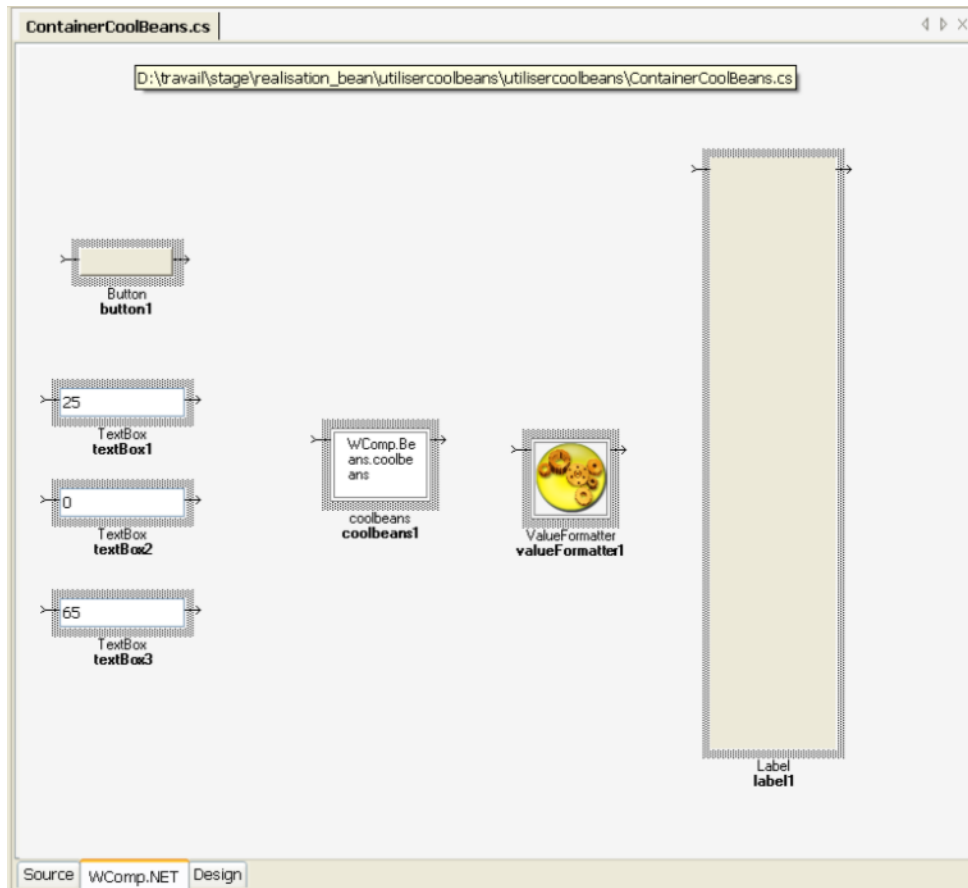 ContainerCoolBeans.cs
D:\travail\stage\realisation_bean\utilisercoolbeans\utilisercoolbeans\ContainerCoolBeans.cs
Button
button1
25
TextBox
textBox1
0
TextBox
textBox2
65
TextBox
textBox3
WComp.Be
ans.coolbe
ans
coolbeans
coolbeans1
ValueFormatter
valueFormatter1
Label
label1
Source
WComp.NET
Design